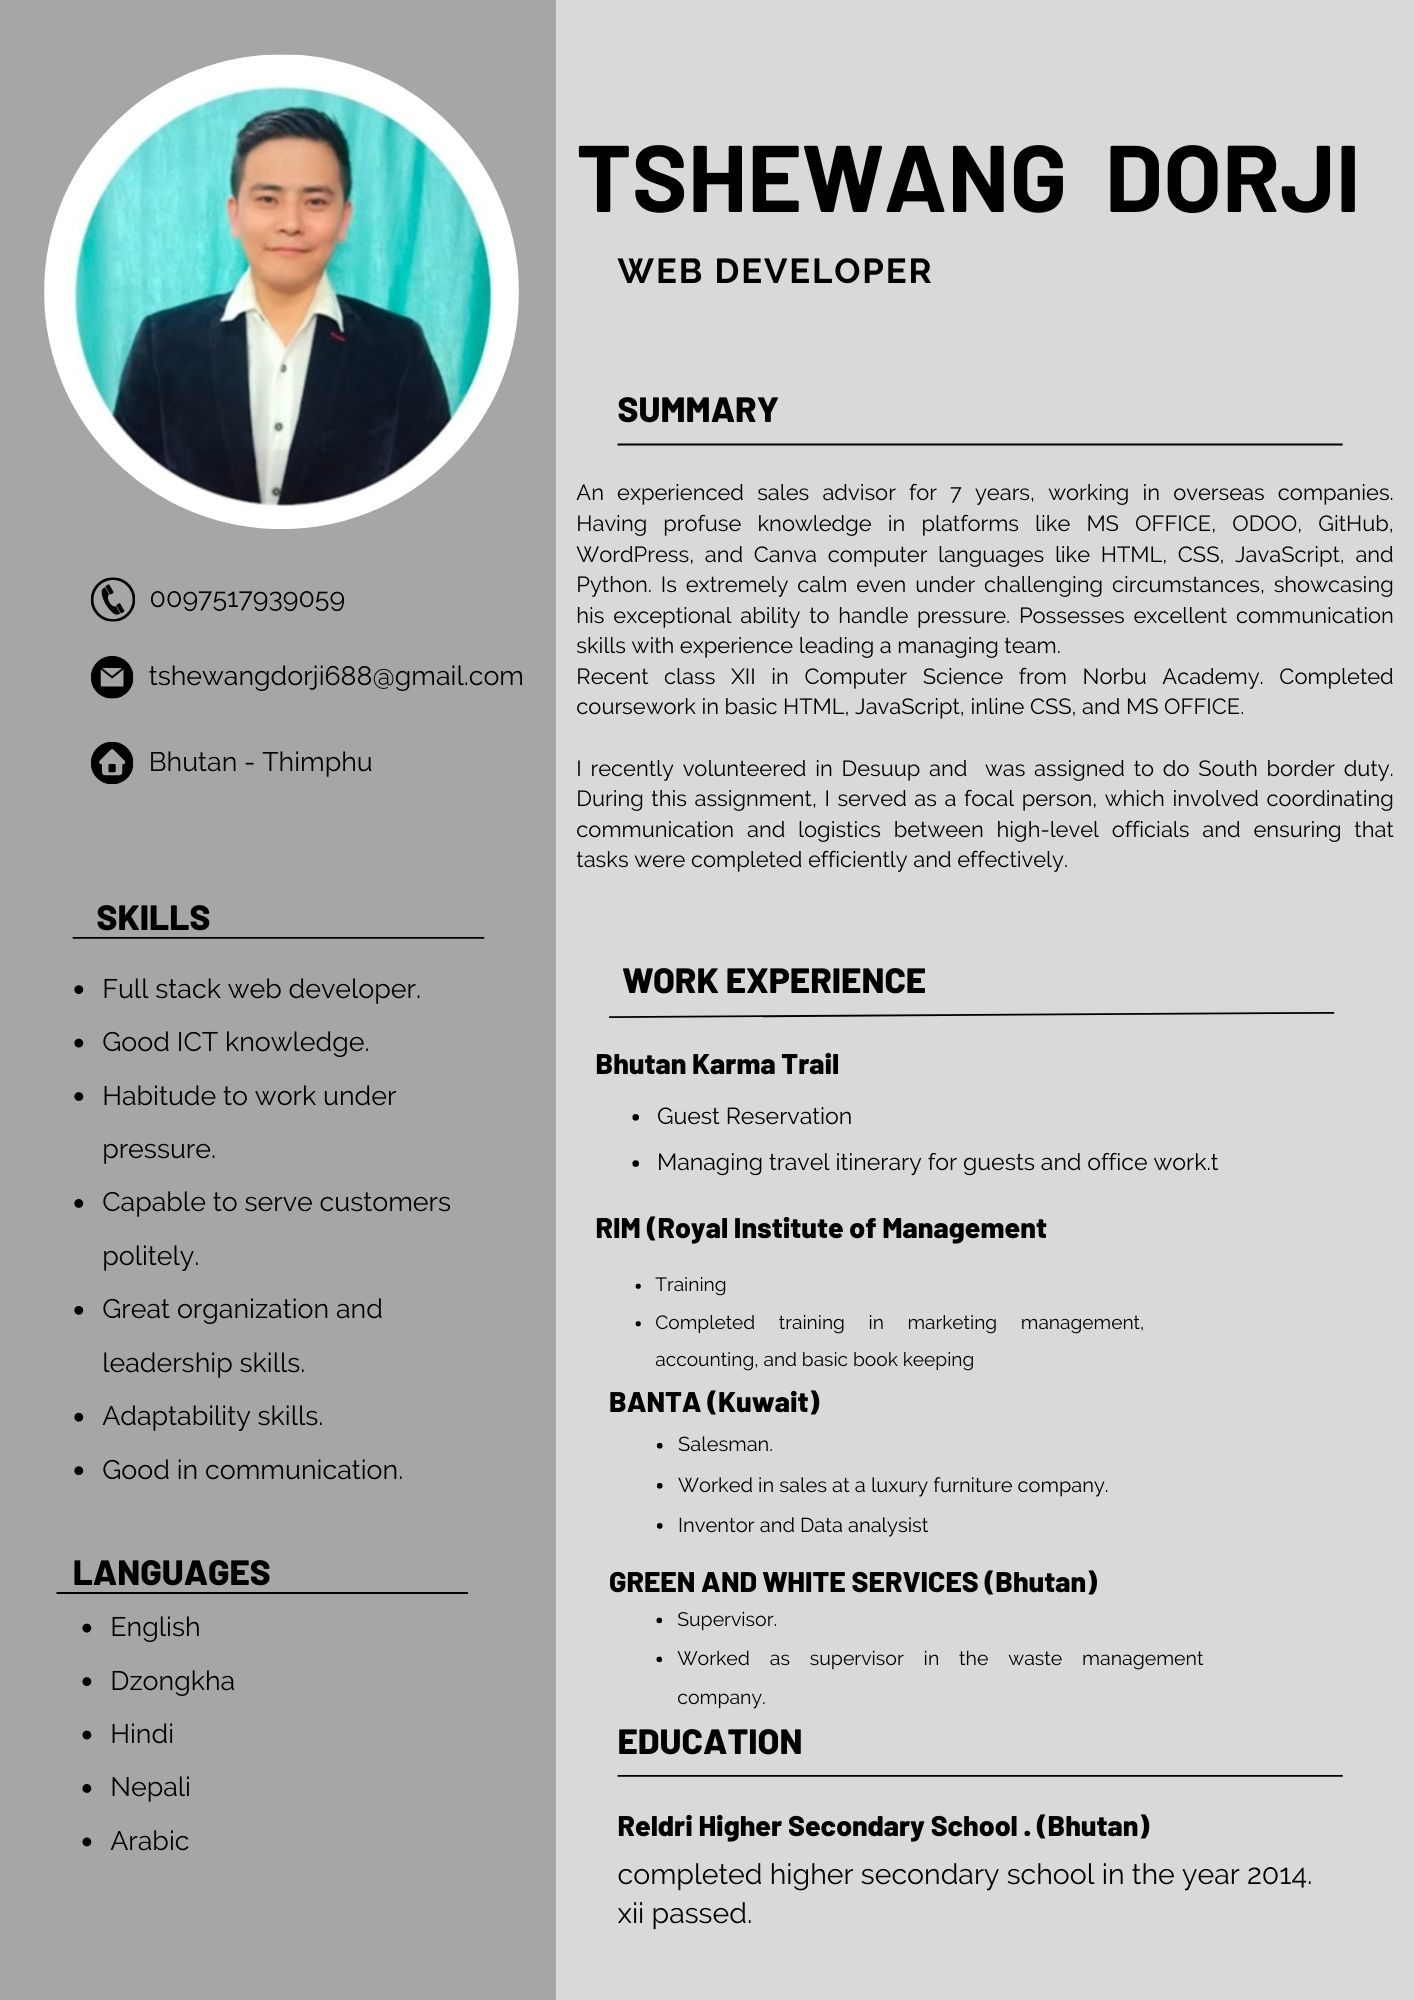 TSHEWANG DORJI
WEB DEVELOPER
0097517939059
tshewangdorji688@gmail.com
Bhutan - Thimphu
SKILLS
Full stack web developer.
Good ICT knowledge.
Habitude to work under
pressure.
Capable to serve customers
politely.
Great organization and
leadership skills.
Adaptability skills.
Good in communication.
LANGUAGES
English
Dzongkha
Hindi
Nepali
Arabic
SUMMARY
An experienced sales advisor for 7 years, working in overseas companies.
Having profuse knowledge in platforms like MS OFFICE, ODOO, GitHub,
WordPress, and Canva computer languages like HTML, CSS, JavaScript, and
Python. Is extremely calm even under challenging circumstances, showcasing
his exceptional ability to handle pressure. Possesses excellent communication
skills with experience leading a managing team.
Recent class XII in Computer Science from Norbu Academy. Completed
coursework in basic HTML, JavaScript, inline CSS, and MS OFFICE.
I recently volunteered in Desuup and was assigned to do South border duty.
During this assignment, I served as a focal person, which involved coordinating
communication and logistics between high-level officials and ensuring that
tasks were completed efficiently and effectively.
WORK EXPERIENCE
Bhutan Karma Trail
Guest Reservation
Managing travel itinerary for guests and office work.t
RIM (Royal Institute of Management
Training
Completed training in marketing management,
accounting, and basic book keeping
BANTA (Kuwait)
Salesman.
Worked in sales at a luxury furniture company.
Inventor and Data analysist
GREEN AND WHITE SERVICES (Bhutan)
Supervisor.
Worked as supervisor in the waste management
company.
EDUCATION
Reldri Higher Secondary School . (Bhutan)
completed higher secondary school in the year 2014.
xii passed.